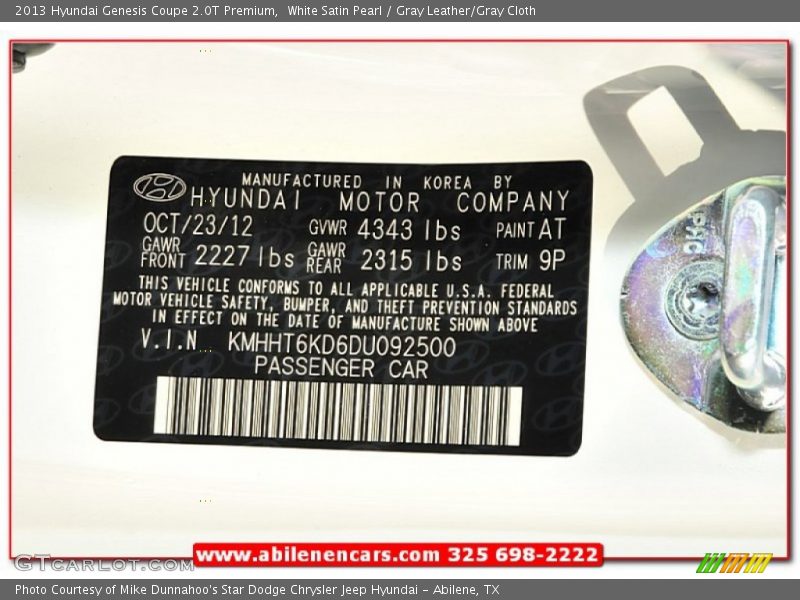 2013 Hyundai Genesis Coupe 2.0T Premium,  White Satin Pearl / Gray Leather/Gray Cloth
MANUFACTURED IN KOREA BY
HYUNDAI MOTOR COMPANY
OCT/23/12 GVWR 4343 lbs PAINT AT
GAWR FRONT 2227 lbs GAWR REAR 2315 lbs TRIM 9P
THIS VEHICLE CONFORMS TO ALL APPLICABLE U.S.A. FEDERAL
MOTOR VEHICLE SAFETY, BUMPER, AND THEFT PREVENTION STANDARDS
IN EFFECT ON THE DATE OF MANUFACTURE SHOWN ABOVE
V.I.N KMHHT6KD6DU092500
PASSENGER CAR
PHC
www.abilenencars.com 325 698-2222
GTcarlot.com
Photo Courtesy of Mike Dunnahoo's Star Dodge Chrysler Jeep Hyundai - Abilene, TX